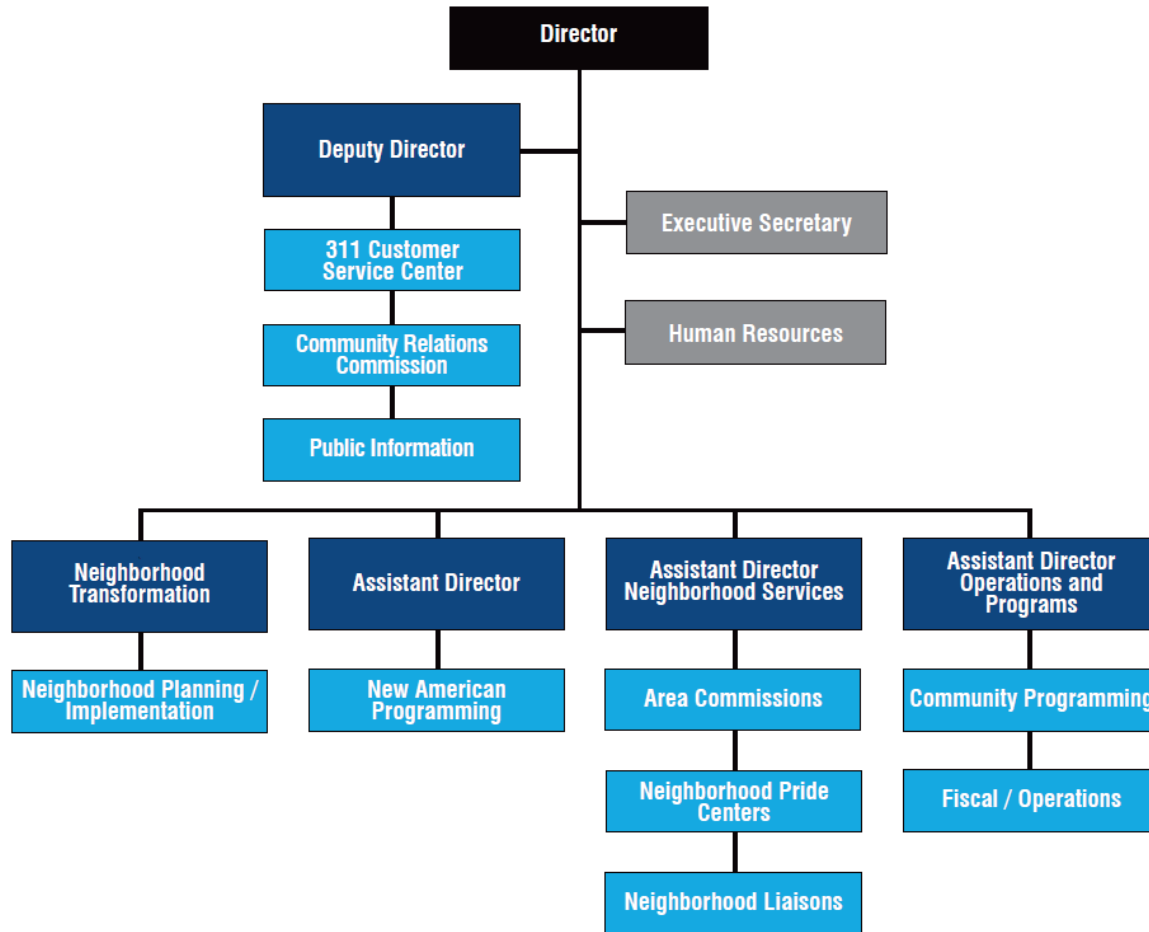 Director
Deputy Director
311 Customer
Service Center
Community Relations
Commission
Public Information
Executive Secretary
Human Resources
Neighborhood
Transformation
Neighborhood Planning /
Implementation
Assistant Director
New American
Programming
Assistant Director
Neighborhood Services
Area Commissions
Neighborhood Pride
Centers
Neighborhood Liaisons
Assistant Director
Operations and
Programs
Community Programming
Fiscal / Operations